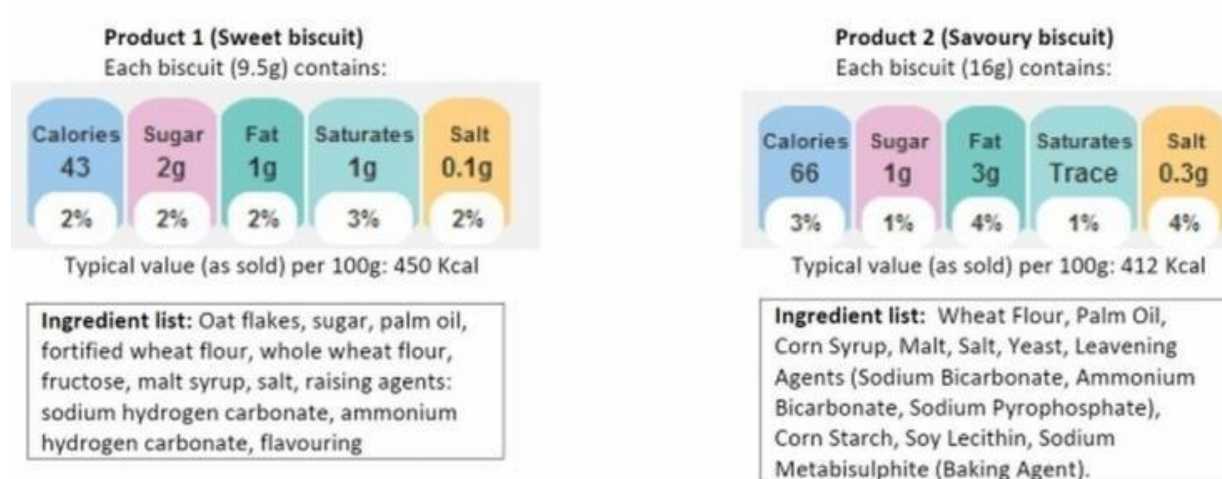 Product 1 (Sweet biscuit)
Each biscuit (9.5g) contains:
Calories Sugar Fat Saturates Salt
43 2g 1g 1g 0.1g
2% 2% 2% 3% 2%
Typical value (as sold) per 100g: 450 Kcal
Ingredient list: Oat flakes, sugar, palm oil,
fortified wheat flour, whole wheat flour,
fructose, malt syrup, salt, raising agents:
sodium hydrogen carbonate, ammonium
hydrogen carbonate, flavouring
Product 2 (Savoury biscuit)
Each biscuit (16g) contains:
Calories Sugar Fat Saturates Salt
66 1g 3g Trace 0.3g
3% 1% 4% 1% 4%
Typical value (as sold) per 100g: 412 Kcal
Ingredient list: Wheat Flour, Palm Oil,
Corn Syrup, Malt, Salt, Yeast, Leavening
Agents (Sodium Bicarbonate, Ammonium
Bicarbonate, Sodium Pyrophosphate),
Corn Starch, Soy Lecithin, Sodium
Metabisulphite (Baking Agent).